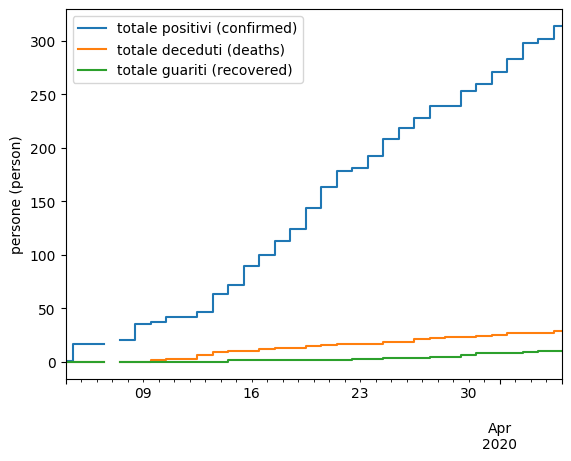 totale positivi (confirmed)
totale deceduti (deaths)
totale guariti (recovered)
persone (person)
300
250
200
150
100
50
0
09
16
23
30
Apr
2020